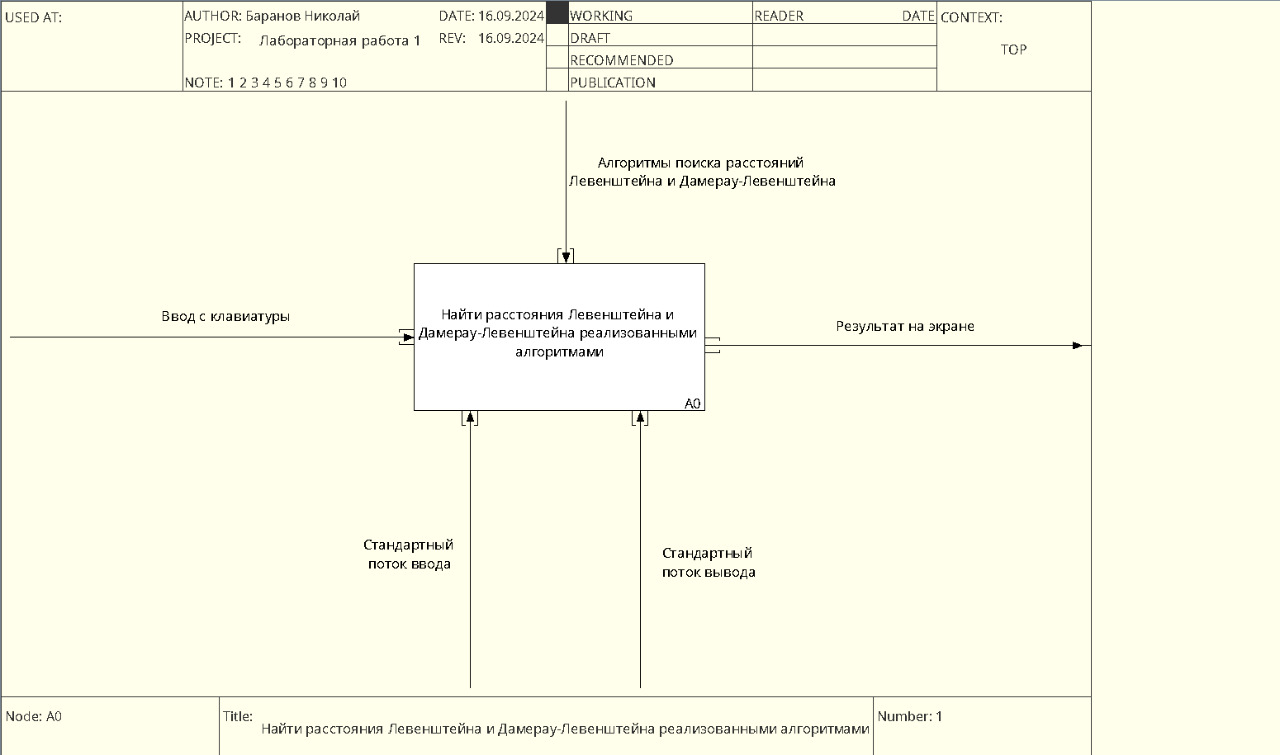 USED AT:
AUTHOR: Баранов Николай
DATE: 16.09.2024
WORKING
READER
DATE
CONTEXT:
PROJECT: Лабораторная работа 1
REV: 16.09.2024
DRAFT
TOP
RECOMMENDED
NOTE: 1 2 3 4 5 6 7 8 9 10
PUBLICATION
Алгоритмы поиска расстояний
Левенштейна и Дамерау-Левенштейна
Ввод с клавиатуры
Найти расстояния Левенштейна и
Дамерау-Левенштейна реализованными
алгоритмами
A0
Результат на экране
Стандартный
поток ввода
Стандартный
поток вывода
Node: A0
Title:
Найти расстояния Левенштейна и Дамерау-Левенштейна реализованными алгоритмами
Number: 1